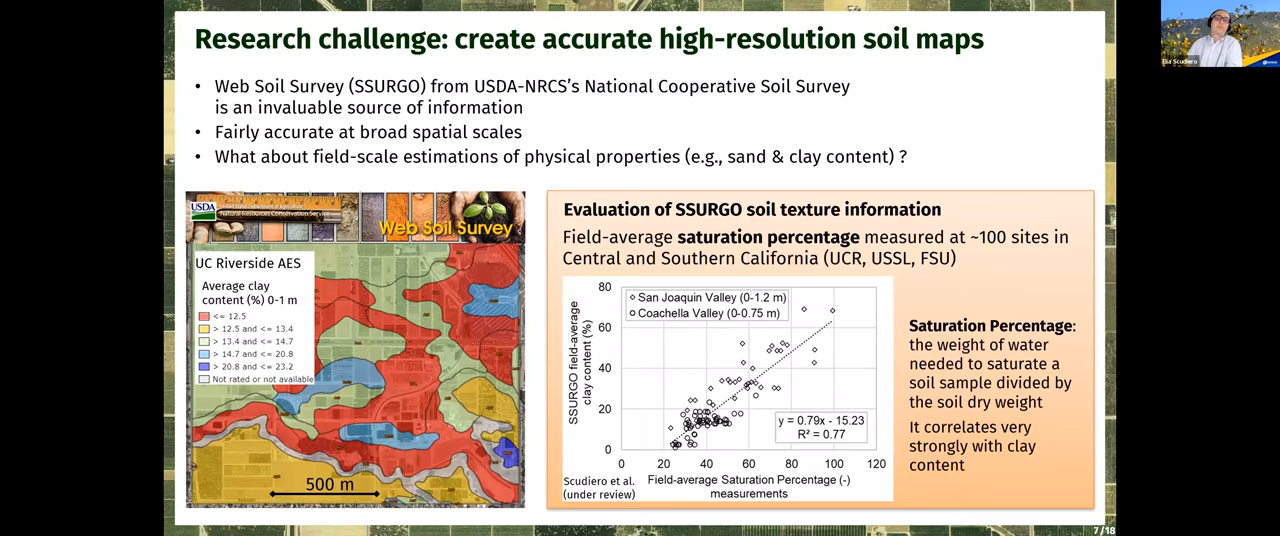 Research challenge: create accurate high-resolution soil maps
• Web Soil Survey (SSURGO) from USDA-NRCS's National Cooperative Soil Survey
is an invaluable source of information
• Fairly accurate at broad spatial scales
• What about field-scale estimations of physical properties (e.g., sand & clay content) ?
USDA
United States Department of Agriculture
Natural Resources Conservation Service
Web Soil Survey
UC Riverside AES
Average clay
content (%) 0-1 m
<= 12.5
> 12.5 and <= 13.4
> 13.4 and <= 14.7
> 14.7 and <= 20.8
> 20.8 and <= 23.2
Not rated or not available
500 m
Evaluation of SSURGO soil texture information
Field-average saturation percentage measured at ~100 sites in
Central and Southern California (UCR, USSL, FSU)
SSURGO field-average
clay content (%)
80
60
40
20
0
San Joaquin Valley (0-1.2 m)
Coachella Valley (0-0.75 m)
y = 0.79x - 15.23
R² = 0.77
0 20 40 60 80 100 120
Field-average Saturation Percentage (-)
measurements
Scudiero et al.
(under review)
Saturation Percentage:
the weight of water
needed to saturate a
soil sample divided by
the soil dry weight
It correlates very
strongly with clay
content
7 / 18
Elia Scudiero